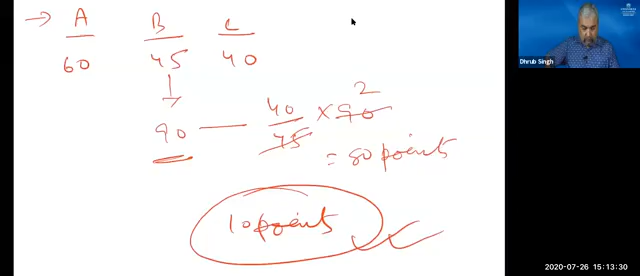 → A B C
60 45 40
2
90 — 40/45 × 90
= 80 points
10 points
Dhrub Singh
2020-07-26 15:13:30